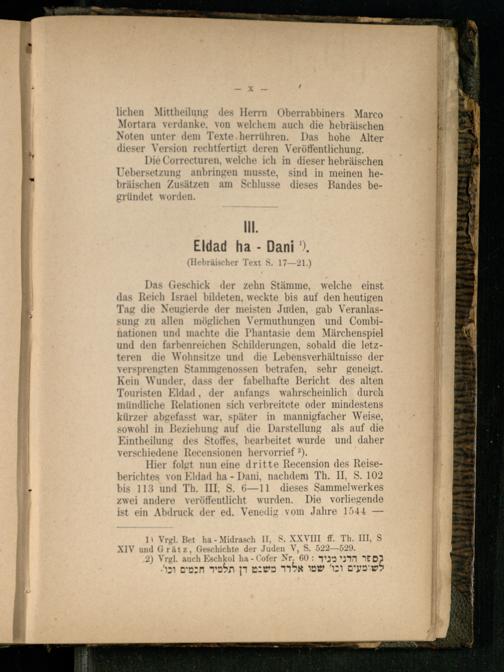 — x —
lichen Mittheilung des Herrn Oberrabbiners Marco
Mortara verdanke, von welchem auch die hebräischen
Noten unter dem Texte herrühren. Das hohe Alter
dieser Version rechtfertigt deren Veröffentlichung.
Die Correcturen, welche ich in dieser hebräischen
Uebersetzung anbringen musste, sind in meinen he-
bräischen Zusätzen am Schlusse dieses Bandes be-
gründet worden.
III.
Eldad ha - Dani ¹).
(Hebräischer Text S. 17—21.)
Das Geschick der zehn Stämme, welche einst
das Reich Israel bildeten, weckte bis auf den heutigen
Tag die Neugierde der meisten Juden, gab Veranlas-
sung zu allen möglichen Vermuthungen und Combi-
nationen und machte die Phantasie dem Märchenspiel
und den farbenreichen Schilderungen, sobald die letz-
teren die Wohnsitze und die Lebensverhältnisse der
versprengten Stammgenossen betrafen, sehr geneigt.
Kein Wunder, dass der fabelhafte Bericht des alten
Touristen Eldad, der anfangs wahrscheinlich durch
mündliche Relationen sich verbreitete oder mindestens
kürzer abgefasst war, später in mannigfacher Weise,
sowohl in Beziehung auf die Darstellung als auf die
Eintheilung des Stoffes, bearbeitet wurde und daher
verschiedene Recensionen hervorrief ²).
Hier folgt nun eine dritte Recension des Reise-
berichtes von Eldad ha - Dani, nachdem Th. II, S. 102
bis 113 und Th. III, S. 6—11 dieses Sammelwerkes
zwei andere veröffentlicht wurden. Die vorliegende
ist ein Abdruck der ed. Venedig vom Jahre 1544 —
1) Vrgl. Bet ha-Midrasch II, S. XXVIII ff. Th. III, S
XIV und Grätz, Geschichte der Juden V, S. 522—529.
2) Vrgl. auch Eschkol ha-Cofer Nr. 60 : בספר הדני מגיד
לשומעים וכו' שמו אלדד משבט דן תלמיד חכמים וכו'.